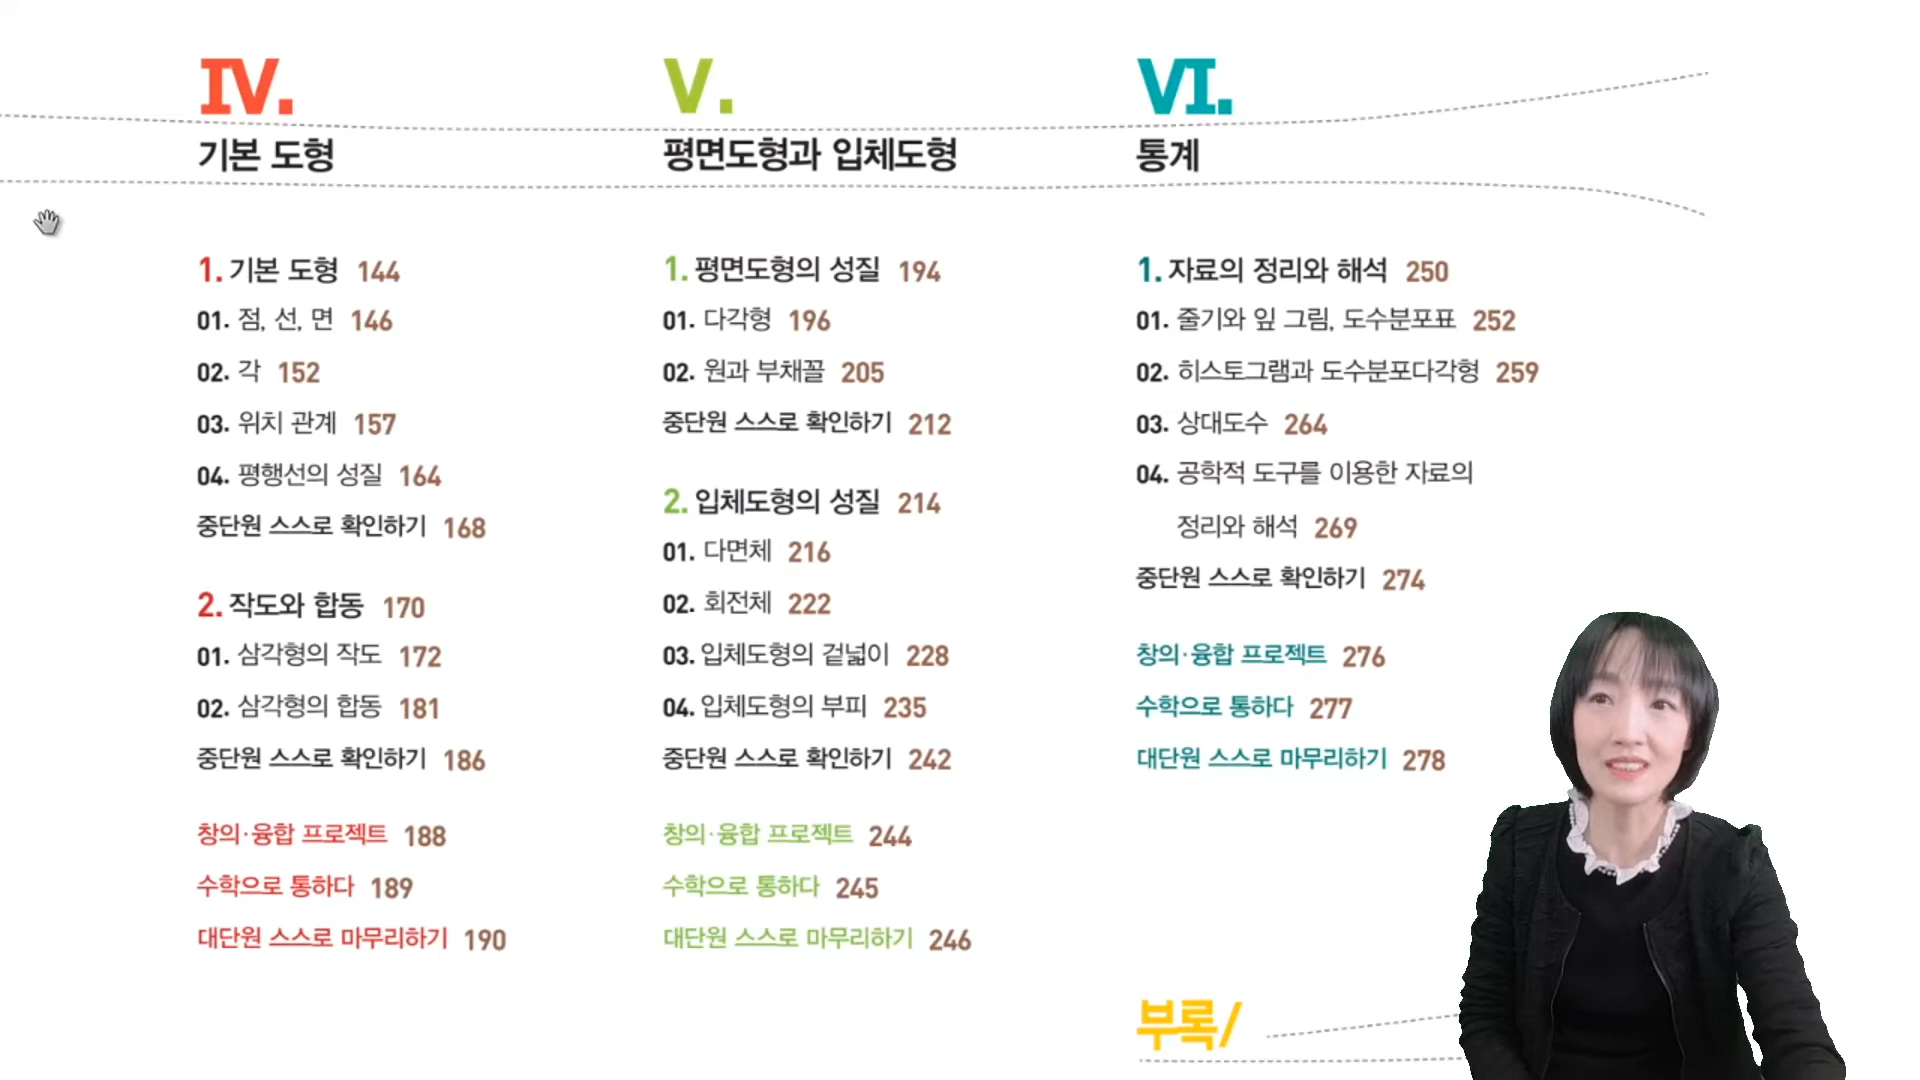 IV.
기본 도형
1. 기본 도형 144
01. 점, 선, 면 146
02. 각 152
03. 위치 관계 157
04. 평행선의 성질 164
중단원 스스로 확인하기 168
2. 작도와 합동 170
01. 삼각형의 작도 172
02. 삼각형의 합동 181
중단원 스스로 확인하기 186
창의·융합 프로젝트 188
수학으로 통하다 189
대단원 스스로 마무리하기 190
V.
평면도형과 입체도형
1. 평면도형의 성질 194
01. 다각형 196
02. 원과 부채꼴 205
중단원 스스로 확인하기 212
2. 입체도형의 성질 214
01. 다면체 216
02. 회전체 222
03. 입체도형의 겉넓이 228
04. 입체도형의 부피 235
중단원 스스로 확인하기 242
창의·융합 프로젝트 244
수학으로 통하다 245
대단원 스스로 마무리하기 246
VI.
통계
1. 자료의 정리와 해석 250
01. 줄기와 잎 그림, 도수분포표 252
02. 히스토그램과 도수분포다각형 259
03. 상대도수 264
04. 공학적 도구를 이용한 자료의
정리와 해석 269
중단원 스스로 확인하기 274
창의·융합 프로젝트 276
수학으로 통하다 277
대단원 스스로 마무리하기 278
부록/